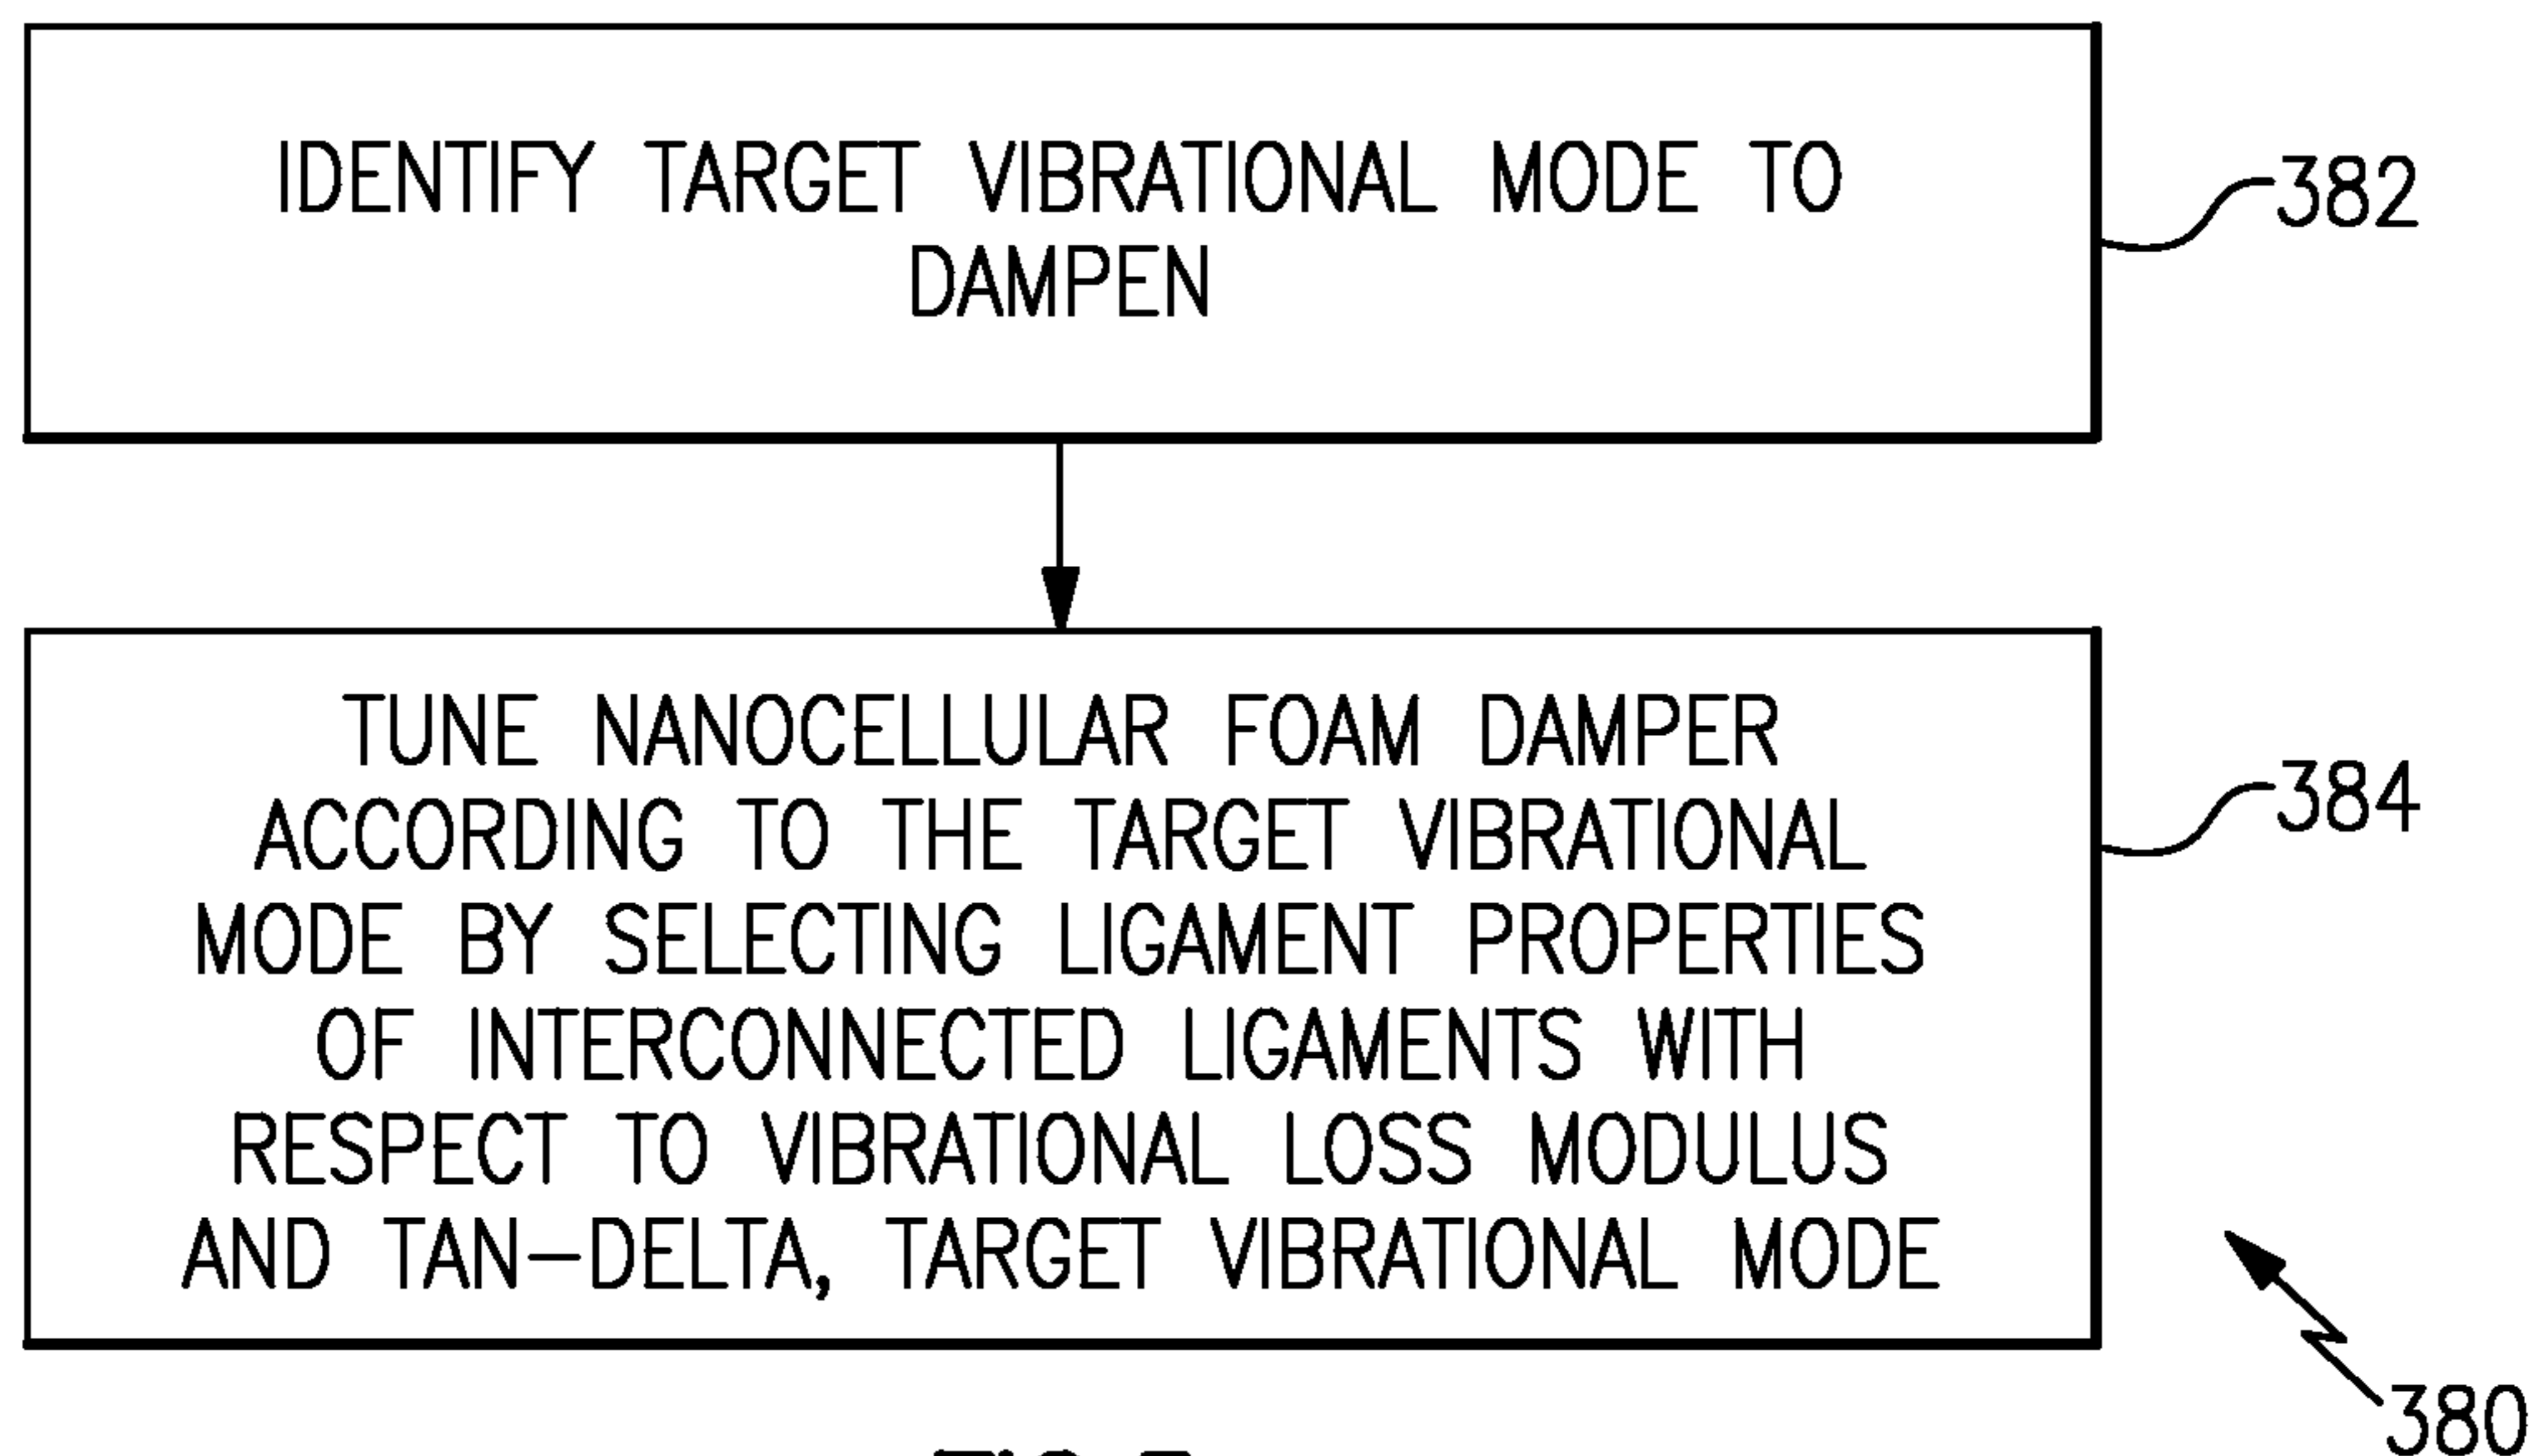 IDENTIFY TARGET VIBRATIONAL MODE TO
DAMPEN
382
TUNE NANOCELLULAR FOAM DAMPER
ACCORDING TO THE TARGET VIBRATIONAL
MODE BY SELECTING LIGAMENT PROPERTIES
OF INTERCONNECTED LIGAMENTS WITH
RESPECT TO VIBRATIONAL LOSS MODULUS
AND TAN-DELTA, TARGET VIBRATIONAL MODE
384
380